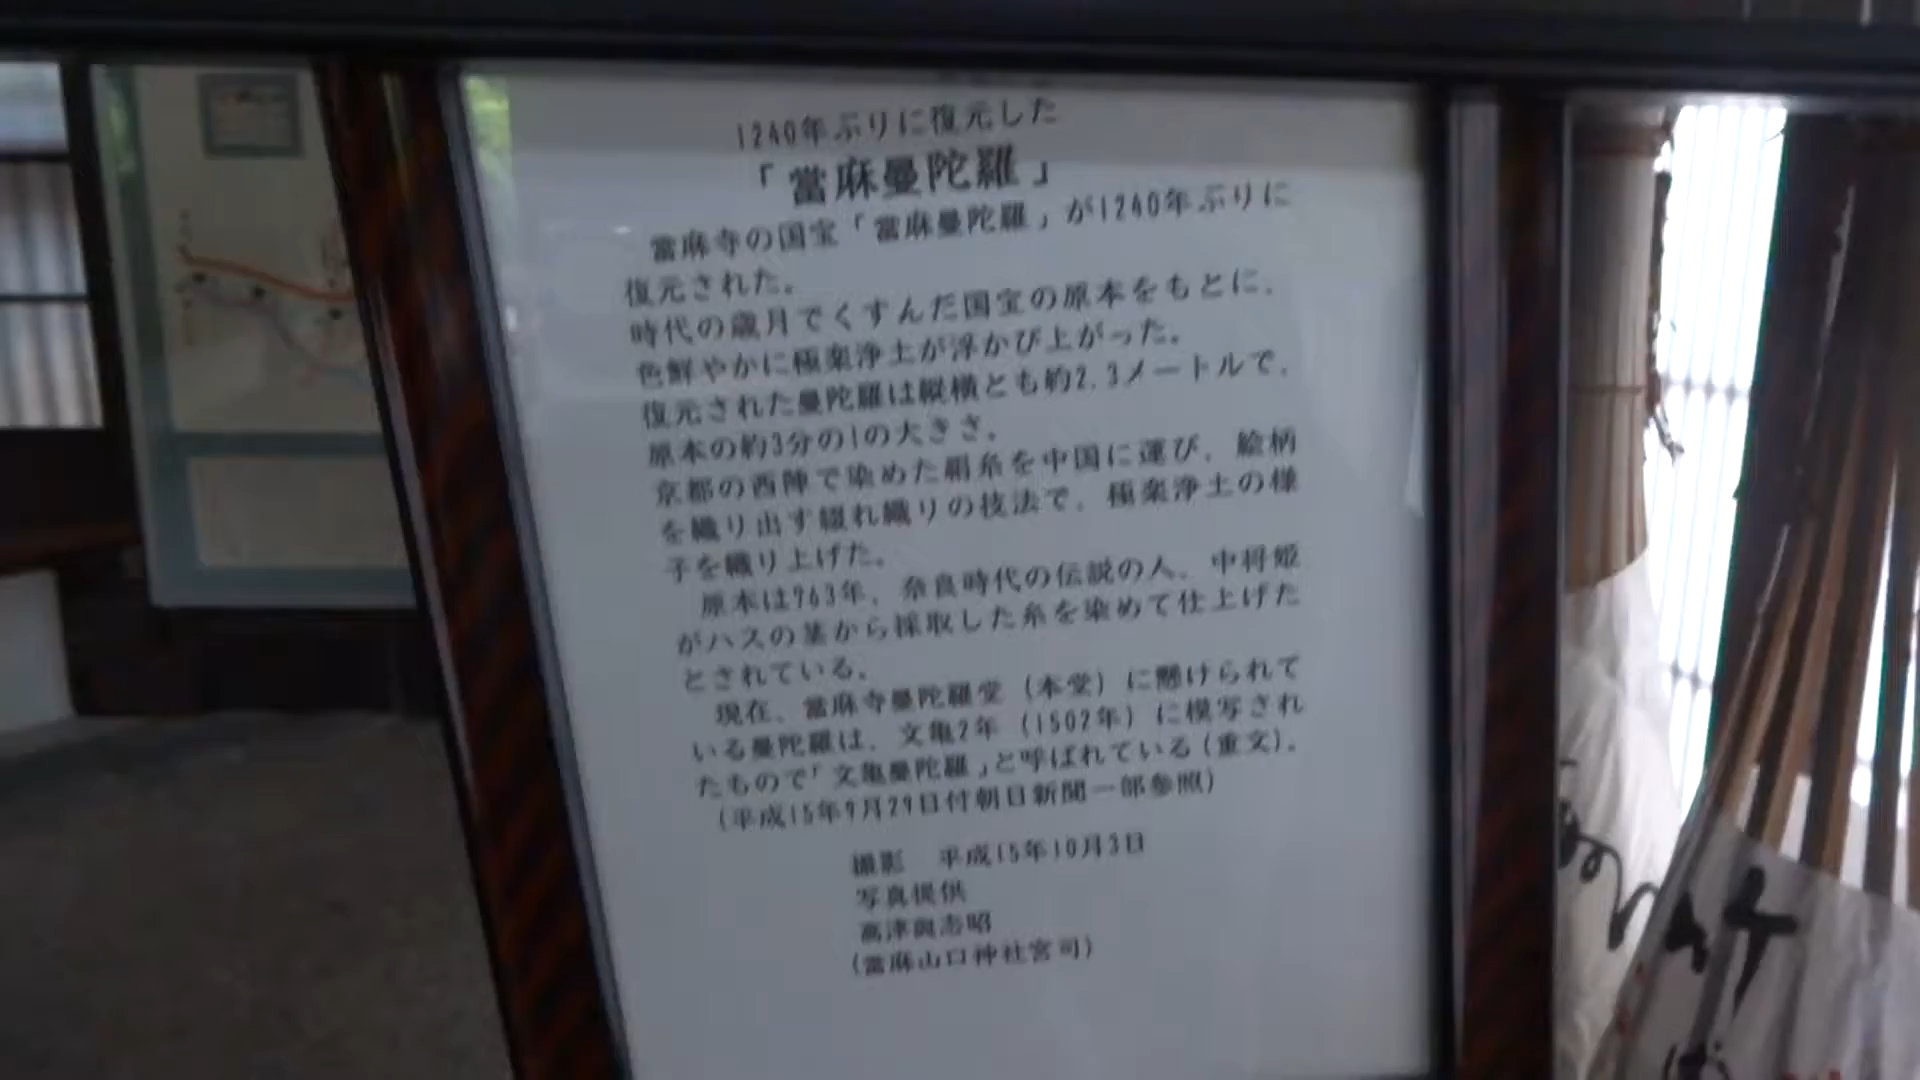 1240年ぶりに復元した
「當麻曼陀羅」
當麻寺の国宝「當麻曼陀羅」が1240年ぶりに
復元された。
時代の歳月でくすんだ国宝の原本をもとに、
色鮮やかに極楽浄土が浮かび上がった。
復元された曼陀羅は縦横とも約2.3メートルで、
原本の約3分の1の大きさ。
京都の西陣で染めた絹糸を中国に運び、絵柄
を織り出す綴れ織りの技法で、極楽浄土の様
子を織り上げた。
原本は763年、奈良時代の伝説の人、中将姫
がハスの茎から採取した糸を染めて仕上げた
とされている。
現在、當麻寺曼陀羅堂（本堂）に懸けられて
いる曼陀羅は、文亀2年（1502年）に模写され
たもので「文亀曼陀羅」と呼ばれている（重文）。
（平成15年9月29日付朝日新聞一部参照）
撮影　平成15年10月3日
写真提供
髙津與志昭
（當麻山口神社宮司）